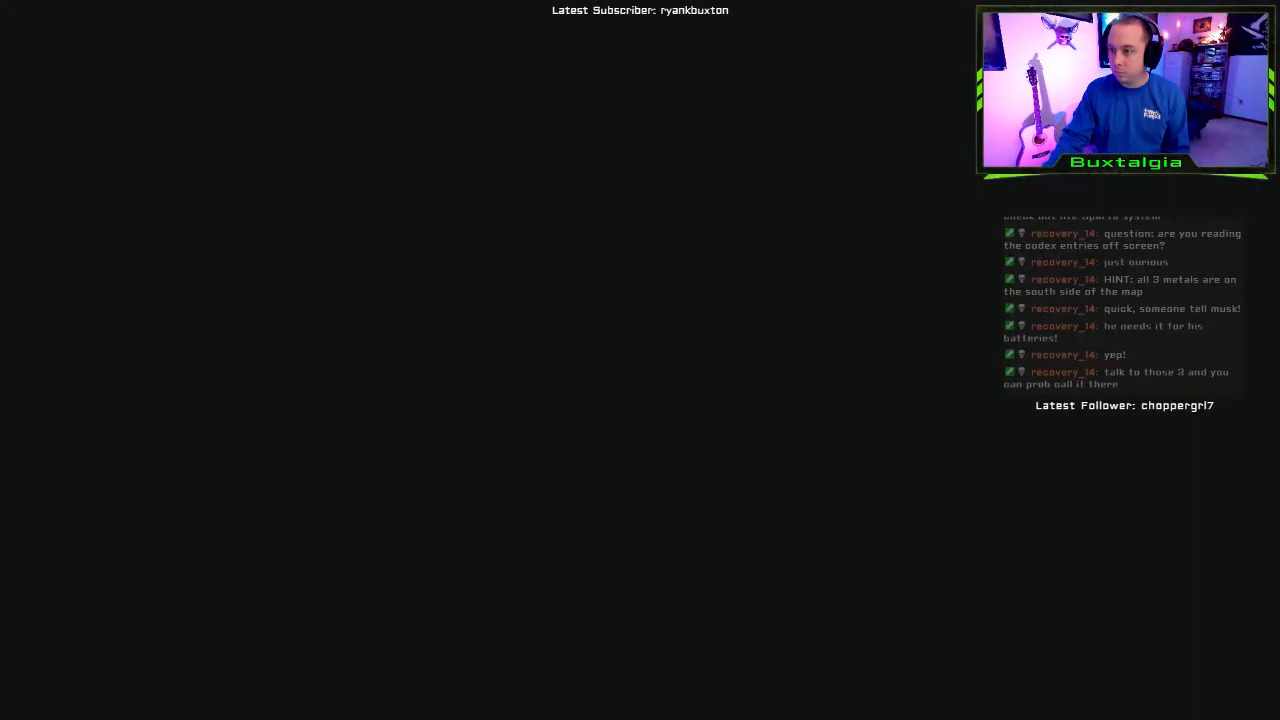 Latest Subscriber: ryankbuxton
Buxtalgia
recovery_14: question: are you reading
the codex entries off screen?
recovery_14: just curious
recovery_14: HINT: all 3 metals are on
the south side of the map
recovery_14: quick, someone tell musk!
recovery_14: he needs it for his
batteries!
recovery_14: yep!
recovery_14: talk to those 3 and you
can prob call it there
Latest Follower: choppergrl7